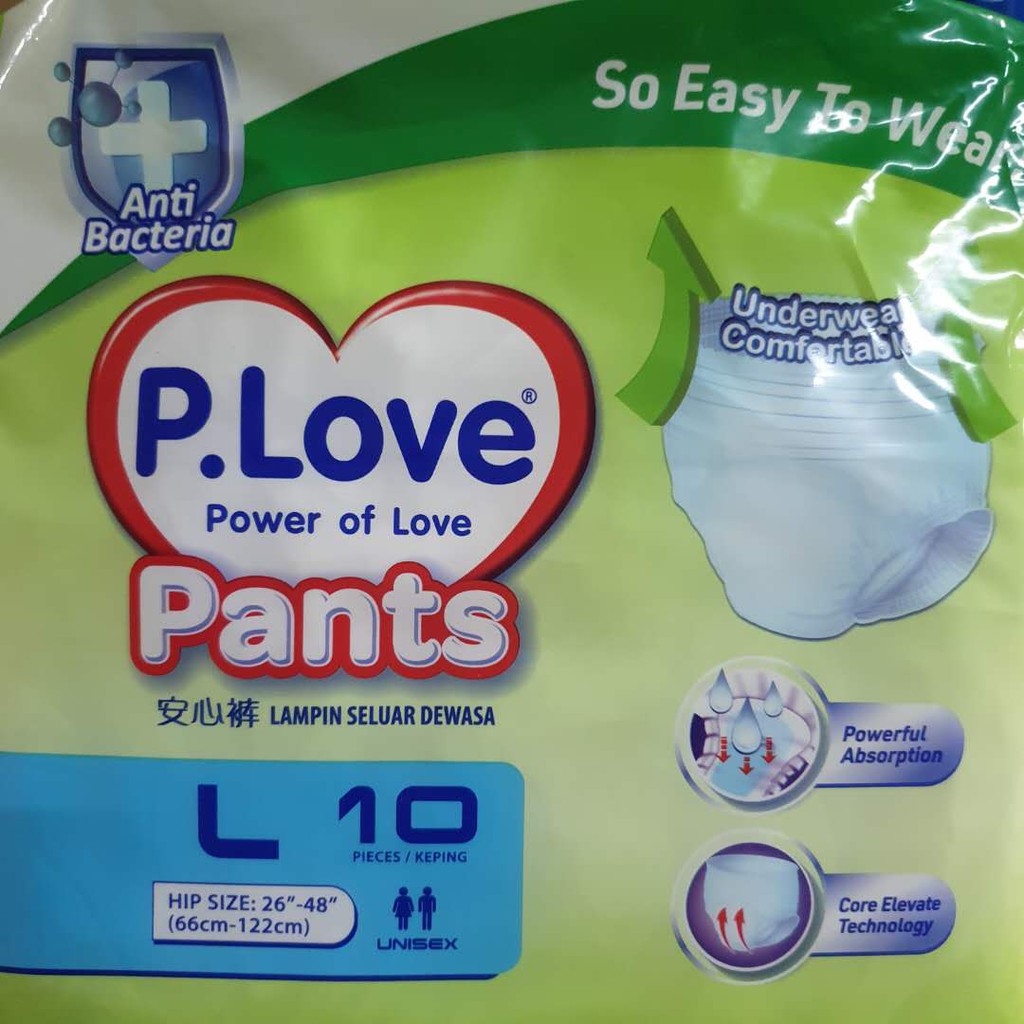 So Easy To Wear
Anti
Bacteria
Underwear
Comfortable
P.Love®
Power of Love
Pants
安心裤 LAMPIN SELUAR DEWASA
Powerful
Absorption
L 10
PIECES / KEPING
HIP SIZE: 26”-48”
(66cm-122cm)
UNISEX
Core Elevate
Technology